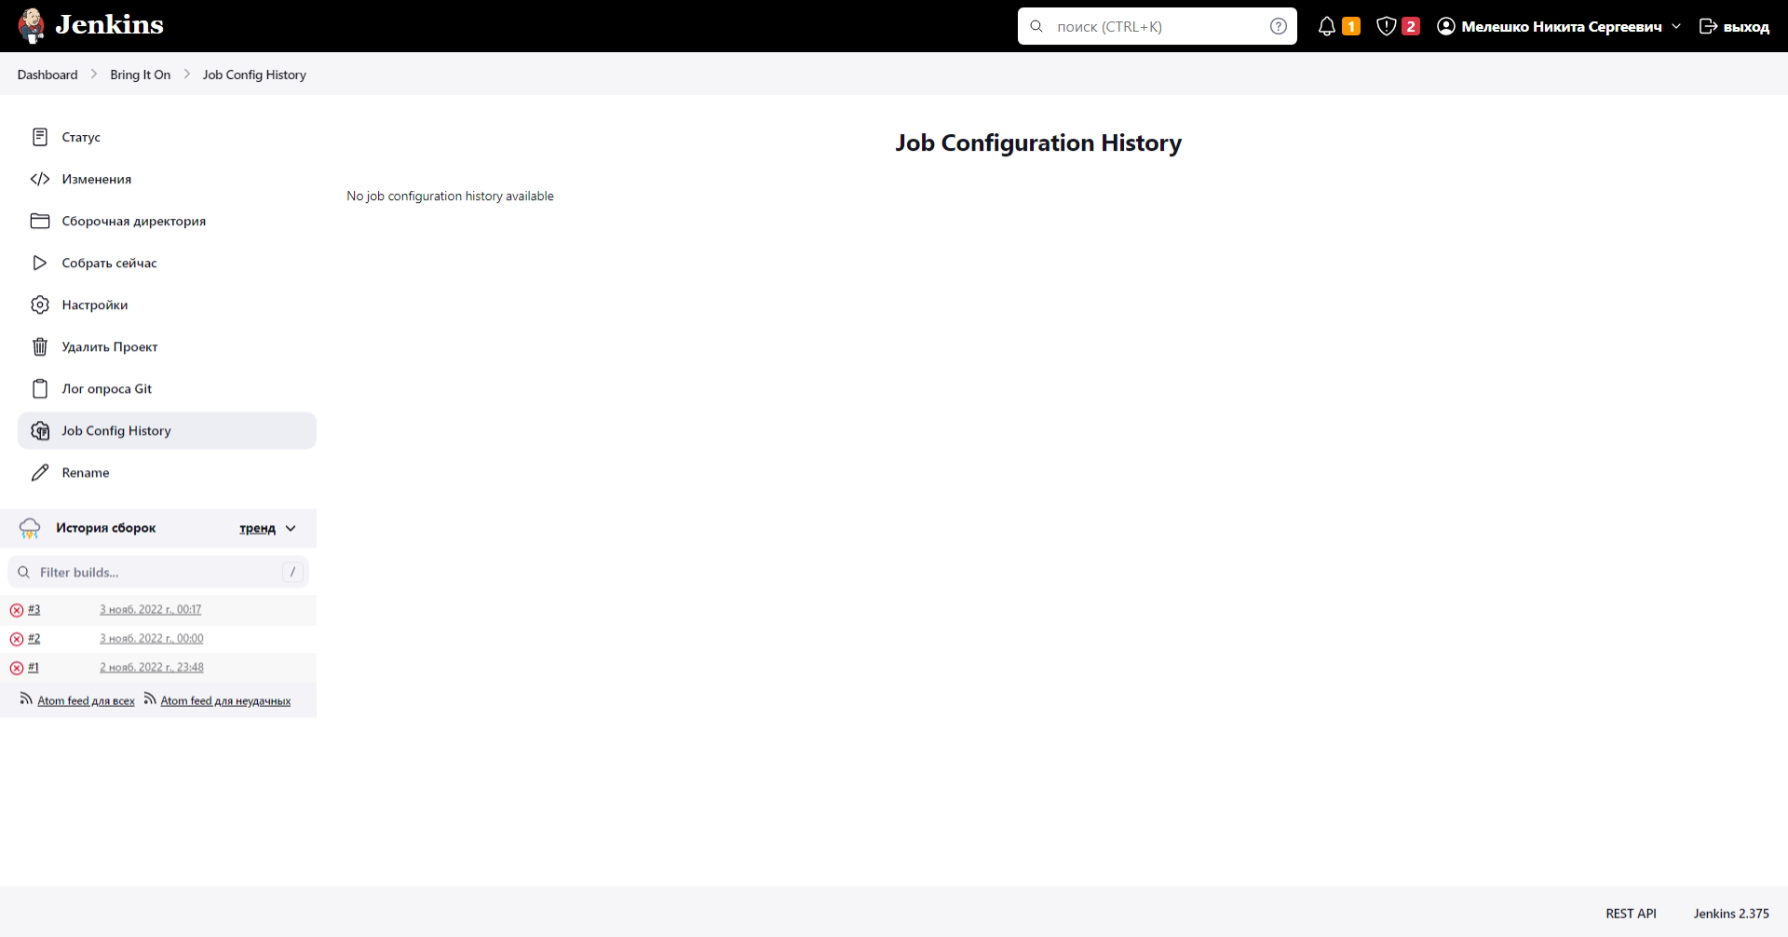 Jenkins
поиск (CTRL+K)
1
2
Мелешко Никита Сергеевич
выход
Dashboard
Bring It On
Job Config History
Статус
Изменения
Сборочная директория
Собрать сейчас
Настройки
Удалить Проект
Лог опроса Git
Job Config History
Rename
Job Configuration History
No job configuration history available
История сборок
тренд
Filter builds...
/
#3 3 нояб. 2022 г., 00:17
#2 3 нояб. 2022 г., 00:00
#1 2 нояб. 2022 г., 23:48
Atom feed для всех
Atom feed для неудачных
REST API
Jenkins 2.375